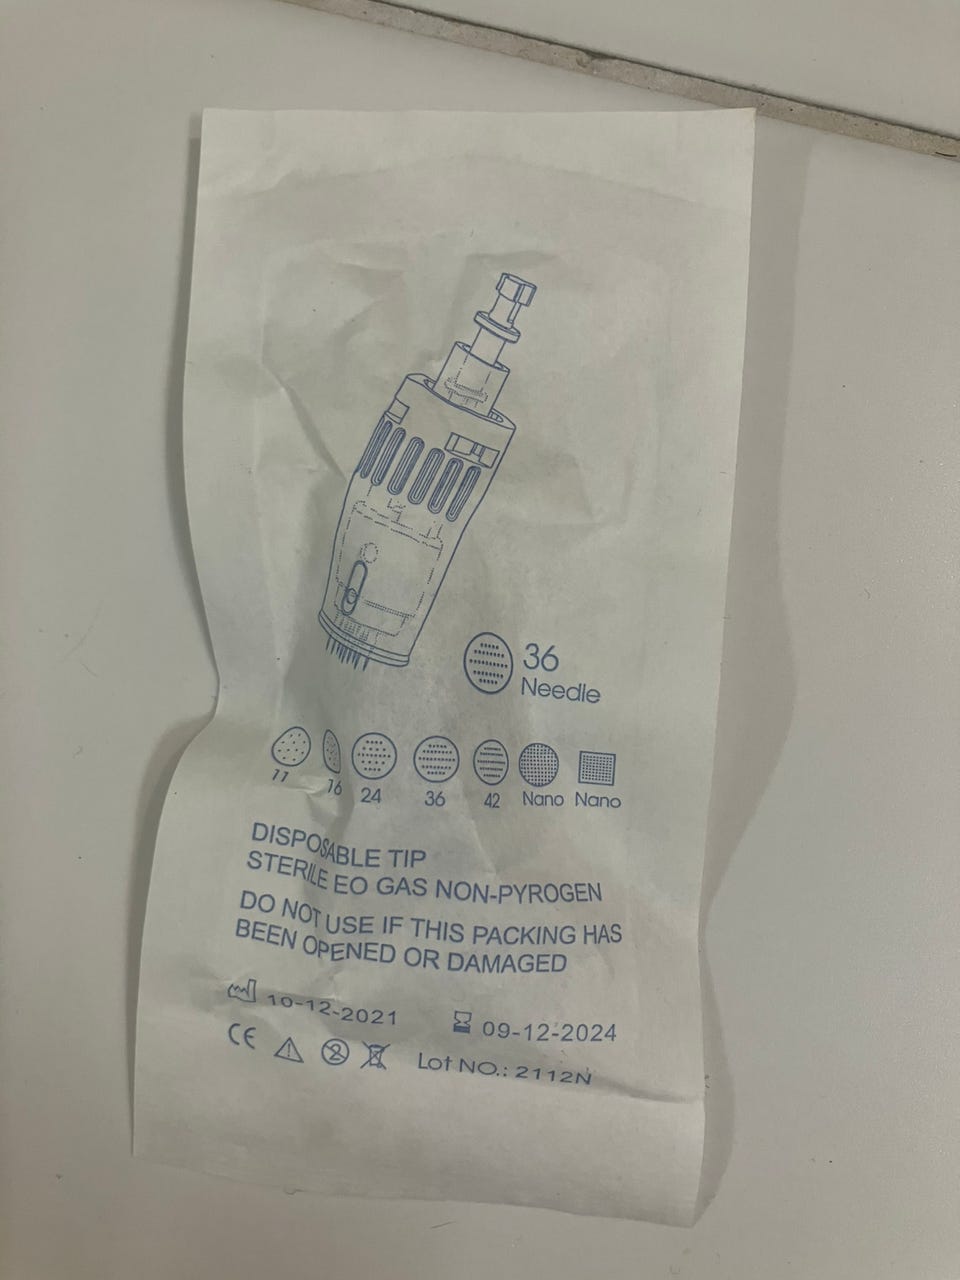 36
Needle
11 16 24 36 42 Nano Nano
DISPOSABLE TIP
STERILE EO GAS NON-PYROGEN
DO NOT USE IF THIS PACKING HAS
BEEN OPENED OR DAMAGED
10-12-2021 09-12-2024
CE 2 Lot NO.: 2112N